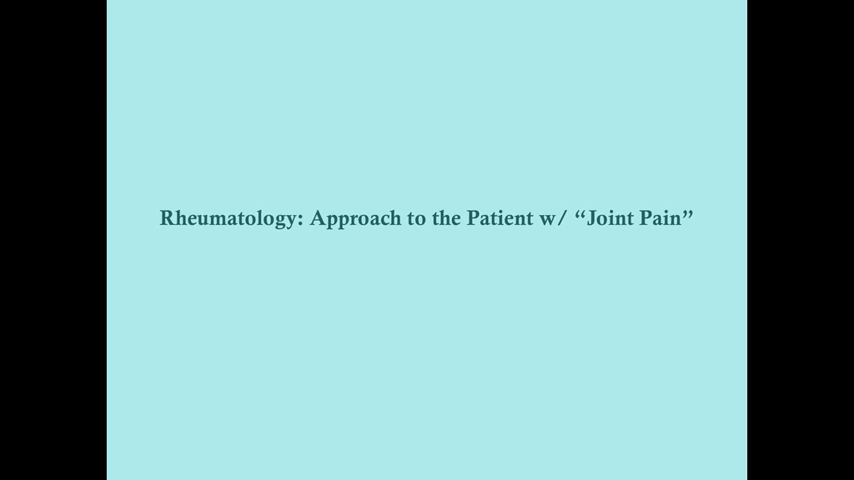 Rheumatology: Approach to the Patient w/ “Joint Pain”